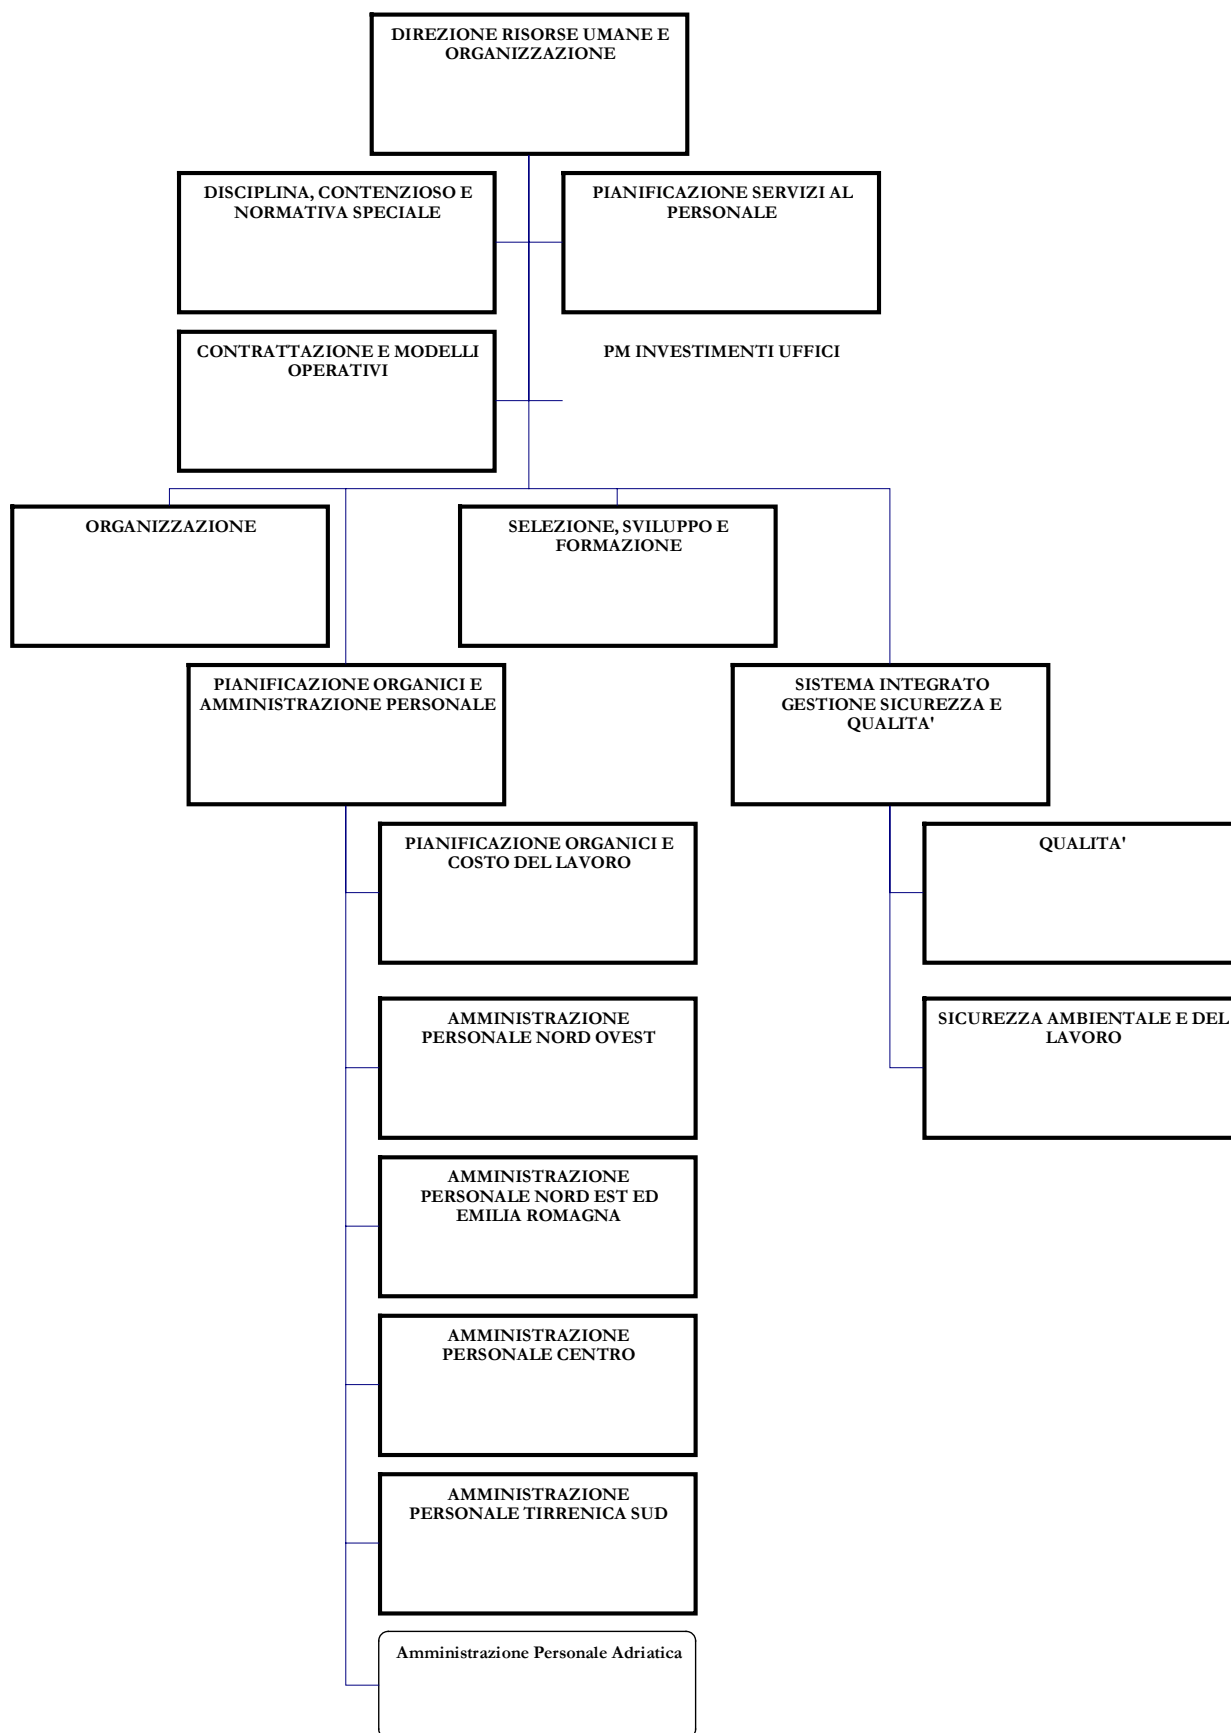 DIREZIONE RISORSE UMANE E
ORGANIZZAZIONE
DISCIPLINA, CONTENZIOSO E
NORMATIVA SPECIALE
PIANIFICAZIONE SERVIZI AL
PERSONALE
CONTRATTAZIONE E MODELLI
OPERATIVI
PM INVESTIMENTI UFFICI
ORGANIZZAZIONE
SELEZIONE, SVILUPPO E
FORMAZIONE
PIANIFICAZIONE ORGANICI E
AMMINISTRAZIONE PERSONALE
SISTEMA INTEGRATO
GESTIONE SICUREZZA E
QUALITA'
PIANIFICAZIONE ORGANICI E
COSTO DEL LAVORO
QUALITA'
AMMINISTRAZIONE
PERSONALE NORD OVEST
SICUREZZA AMBIENTALE E DEL
LAVORO
AMMINISTRAZIONE
PERSONALE NORD EST ED
EMILIA ROMAGNA
AMMINISTRAZIONE
PERSONALE CENTRO
AMMINISTRAZIONE
PERSONALE TIRRENICA SUD
Amministrazione Personale Adriatica